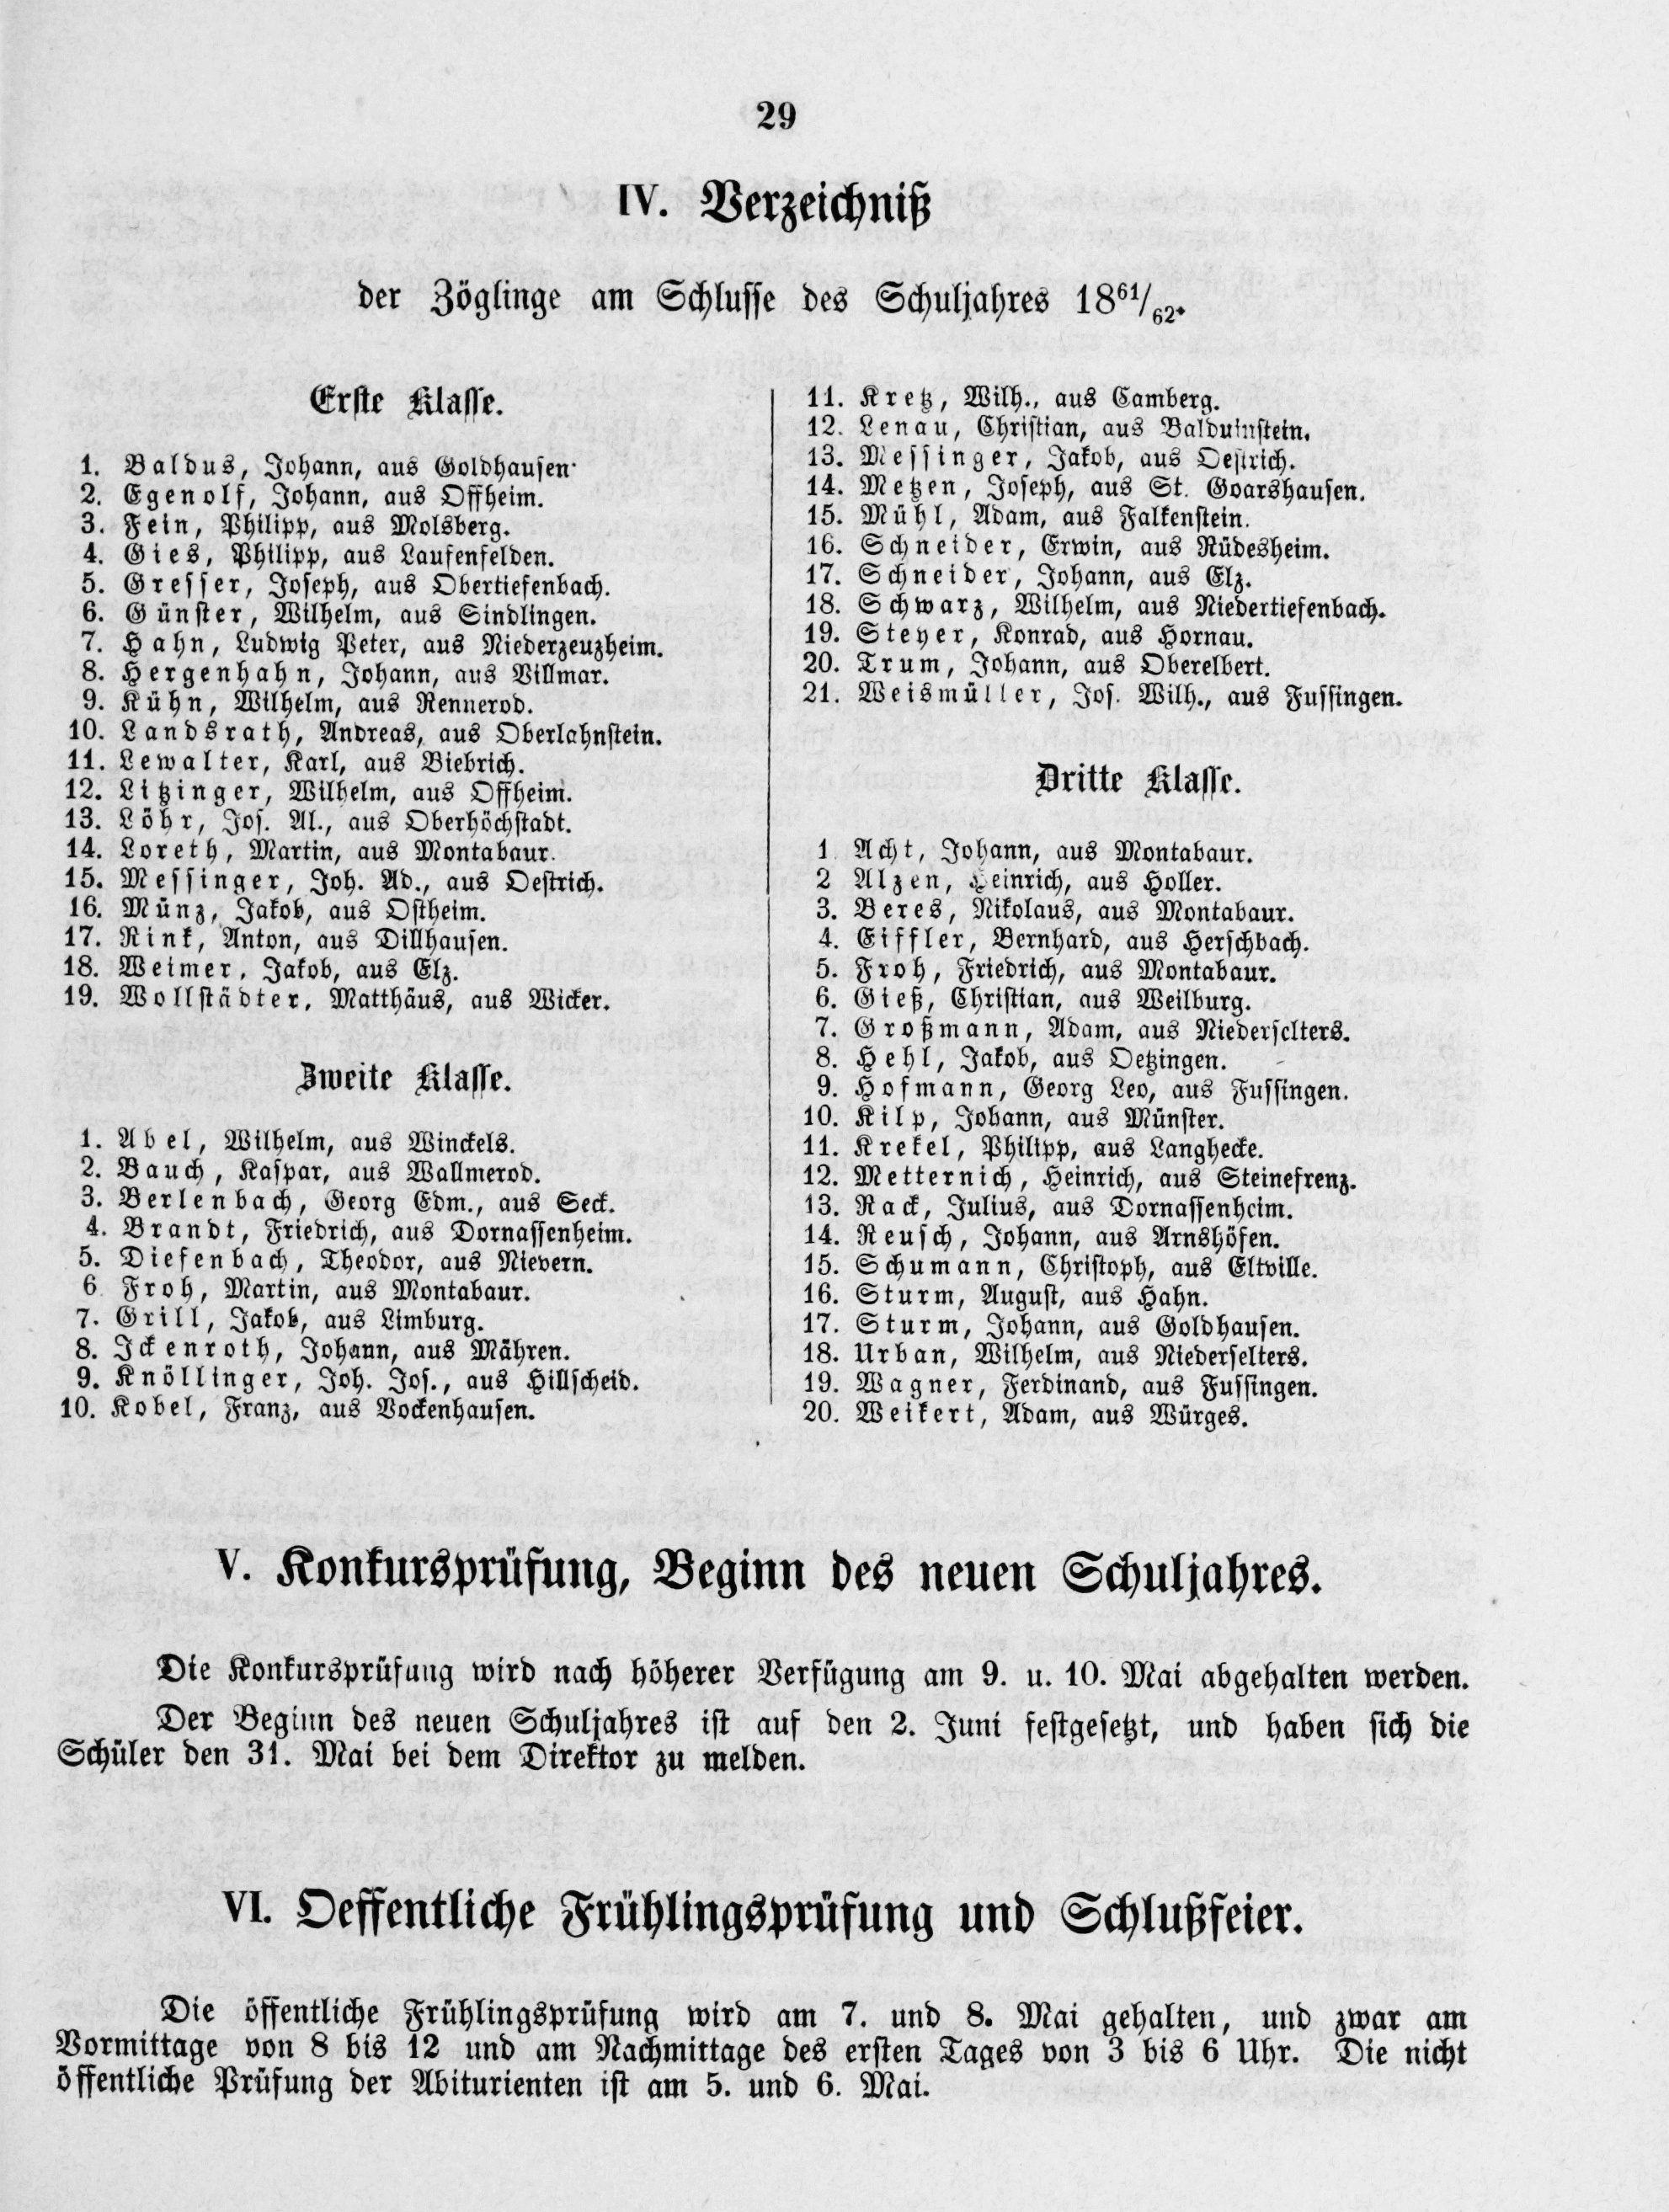 29
IV. Verzeichniß
der Zöglinge am Schlusse des Schuljahres 18⁶¹/₆₂.
Erste Klasse.
1. Baldus, Johann, aus Goldhausen.
2. Egenolf, Johann, aus Offheim.
3. Fein, Philipp, aus Molsberg.
4. Gies, Philipp, aus Laufenfelden.
5. Gresser, Joseph, aus Obertiefenbach.
6. Günster, Wilhelm, aus Sindlingen.
7. Hahn, Ludwig Peter, aus Niederzeuzheim.
8. Hergenhahn, Johann, aus Villmar.
9. Kühn, Wilhelm, aus Rennerod.
10. Landsrath, Andreas, aus Oberlahnstein.
11. Lewalter, Karl, aus Biebrich.
12. Litzinger, Wilhelm, aus Offheim.
13. Löhr, Jos. Al., aus Oberhöchstadt.
14. Loreth, Martin, aus Montabaur.
15. Messinger, Joh. Ad., aus Oestrich.
16. Münz, Jakob, aus Ostheim.
17. Rink, Anton, aus Dillhausen.
18. Weimer, Jakob, aus Elz.
19. Wollstädter, Matthäus, aus Wicker.
Zweite Klasse.
1. Abel, Wilhelm, aus Winckels.
2. Bauch, Kaspar, aus Wallmerod.
3. Berlenbach, Georg Edm., aus Seck.
4. Brandt, Friedrich, aus Dornassenheim.
5. Diefenbach, Theodor, aus Nievern.
6 Froh, Martin, aus Montabaur.
7. Grill, Jakob, aus Limburg.
8. Ickenroth, Johann, aus Mähren.
9. Knöllinger, Joh. Jos., aus Hillscheid.
10. Kobel, Franz, aus Vockenhausen.
11. Kretz, Wilh., aus Camberg.
12. Lenau, Christian, aus Balduinstein.
13. Messinger, Jakob, aus Oestrich.
14. Metzen, Joseph, aus St. Goarshausen.
15. Mühl, Adam, aus Falkenstein.
16. Schneider, Erwin, aus Rüdesheim.
17. Schneider, Johann, aus Elz.
18. Schwarz, Wilhelm, aus Niedertiefenbach.
19. Steyer, Konrad, aus Hornau.
20. Trum, Johann, aus Oberelbert.
21. Weismüller, Jos. Wilh., aus Fussingen.
Dritte Klasse.
1 Acht, Johann, aus Montabaur.
2 Alzen, Heinrich, aus Holler.
3. Beres, Nikolaus, aus Montabaur.
4. Eiffler, Bernhard, aus Herschbach.
5. Froh, Friedrich, aus Montabaur.
6. Gieß, Christian, aus Weilburg.
7. Großmann, Adam, aus Niederselters.
8. Hehl, Jakob, aus Oetzingen.
9. Hofmann, Georg Leo, aus Fussingen.
10. Kilp, Johann, aus Münster.
11. Krekel, Philipp, aus Langhecke.
12. Metternich, Heinrich, aus Steinefrenz.
13. Rack, Julius, aus Dornassenheim.
14. Reusch, Johann, aus Arnshöfen.
15. Schumann, Christoph, aus Eltville.
16. Sturm, August, aus Hahn.
17. Sturm, Johann, aus Goldhausen.
18. Urban, Wilhelm, aus Niederselters.
19. Wagner, Ferdinand, aus Fussingen.
20. Weikert, Adam, aus Würges.
V. Konkursprüfung, Beginn des neuen Schuljahres.
Die Konkursprüfung wird nach höherer Verfügung am 9. u. 10. Mai abgehalten werden.
Der Beginn des neuen Schuljahres ist auf den 2. Juni festgesetzt, und haben sich die
Schüler den 31. Mai bei dem Direktor zu melden.
VI. Oeffentliche Frühlingsprüfung und Schlußfeier.
Die öffentliche Frühlingsprüfung wird am 7. und 8. Mai gehalten, und zwar am
Vormittage von 8 bis 12 und am Nachmittage des ersten Tages von 3 bis 6 Uhr. Die nicht
öffentliche Prüfung der Abiturienten ist am 5. und 6. Mai.